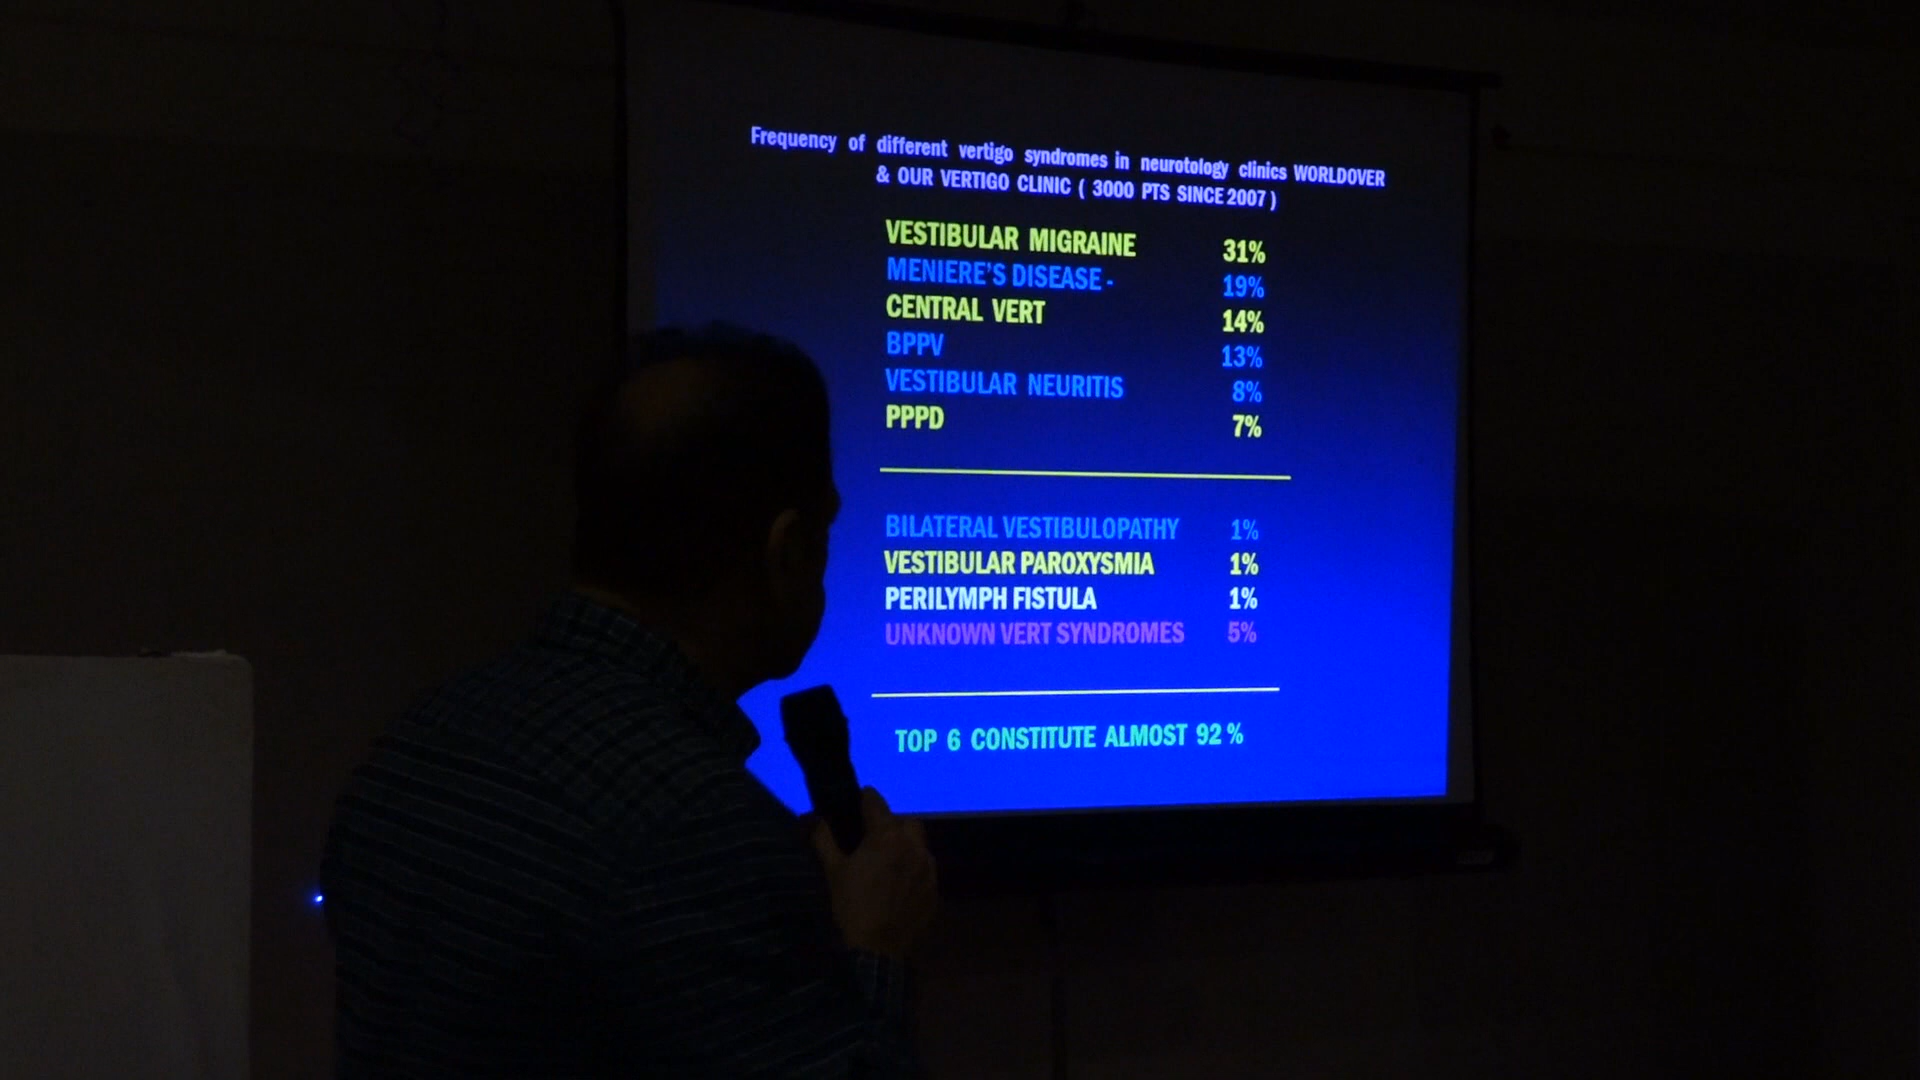 Frequency of different vertigo syndromes in neurotology clinics WORLDOVER
& OUR VERTIGO CLINIC ( 3000 PTS SINCE 2007 )
VESTIBULAR MIGRAINE 31%
MENIERE'S DISEASE - 19%
CENTRAL VERT 14%
BPPV 13%
VESTIBULAR NEURITIS 8%
PPPD 7%
BILATERAL VESTIBULOPATHY 1%
VESTIBULAR PAROXYSMIA 1%
PERILYMPH FISTULA 1%
UNKNOWN VERT SYNDROMES 5%
TOP 6 CONSTITUTE ALMOST 92 %